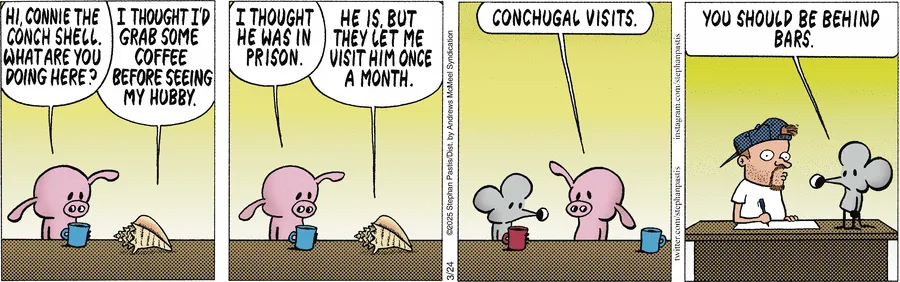 HI, CONNIE THE
CONCH SHELL.
WHAT ARE YOU
DOING HERE?
I THOUGHT I'D
GRAB SOME
COFFEE
BEFORE SEEING
MY HUBBY.
I THOUGHT
HE WAS IN
PRISON.
HE IS, BUT
THEY LET ME
VISIT HIM ONCE
A MONTH.
©2025 Stephan Pastis/Dist. by Andrews McMeel Syndication
3/24
CONCHUGAL VISITS.
twitter.com/stephanpastis
instagram.com/stephanpastis
YOU SHOULD BE BEHIND
BARS.